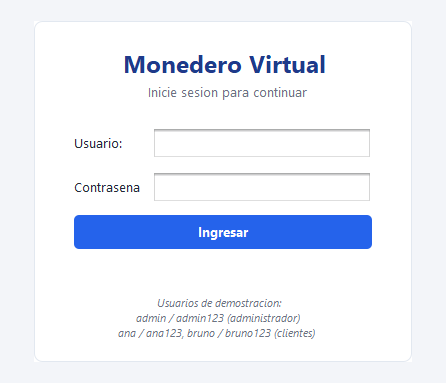 Monedero Virtual
Inicie sesion para continuar
Usuario:
Contrasena
Ingresar
Usuarios de demostracion:
admin / admin123 (administrador)
ana / ana123, bruno / bruno123 (clientes)